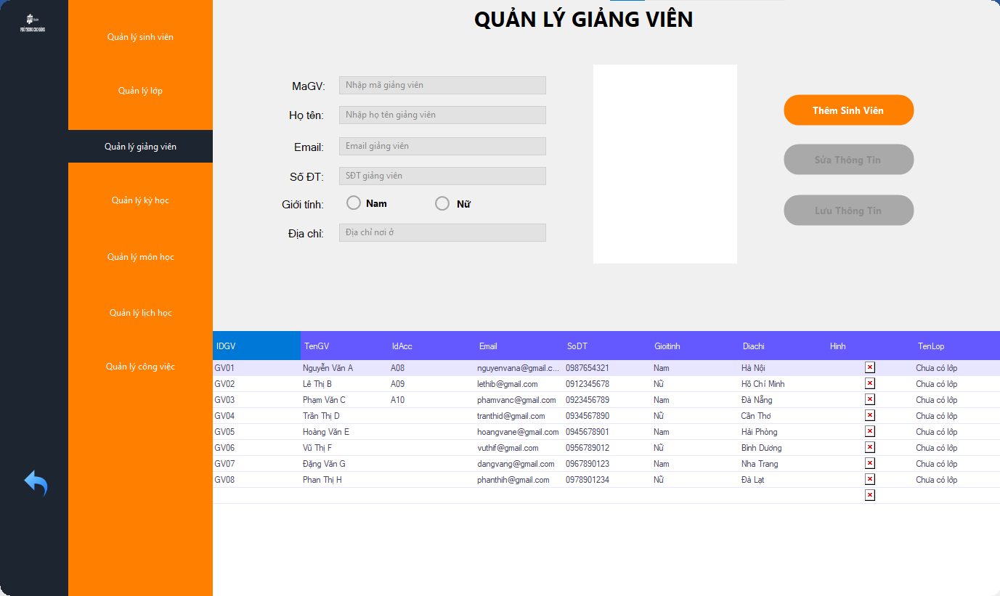 PHỔ THÔNG CAO ĐẲNG
Quản lý sinh viên
Quản lý lớp
Quản lý giảng viên
Quản lý kỳ học
Quản lý môn học
Quản lý lịch học
Quản lý công việc
QUẢN LÝ GIẢNG VIÊN
MaGV: Nhập mã giảng viên
Họ tên: Nhập họ tên giảng viên
Email: Email giảng viên
Số ĐT: SĐT giảng viên
Giới tính: Nam Nữ
Địa chỉ: Địa chỉ nơi ở
Thêm Sinh Viên
Sửa Thông Tin
Lưu Thông Tin
IDGV TenGV IdAcc Email SoDT Gioitinh Diachi Hinh TenLop
GV01 Nguyễn Văn A A08 nguyenvana@gmail.c... 0987654321 Nam Hà Nội Chưa có lớp
GV02 Lê Thị B A09 lethib@gmail.com 0912345678 Nữ Hồ Chí Minh Chưa có lớp
GV03 Phạm Văn C A10 phamvanc@gmail.com 0923456789 Nam Đà Nẵng Chưa có lớp
GV04 Trần Thị D tranthid@gmail.com 0934567890 Nữ Cần Thơ Chưa có lớp
GV05 Hoàng Văn E hoangvane@gmail.com 0945678901 Nam Hải Phòng Chưa có lớp
GV06 Vũ Thị F vuthif@gmail.com 0956789012 Nữ Bình Dương Chưa có lớp
GV07 Đặng Văn G dangvang@gmail.com 0967890123 Nam Nha Trang Chưa có lớp
GV08 Phan Thị H phanthih@gmail.com 0978901234 Nữ Đà Lạt Chưa có lớp